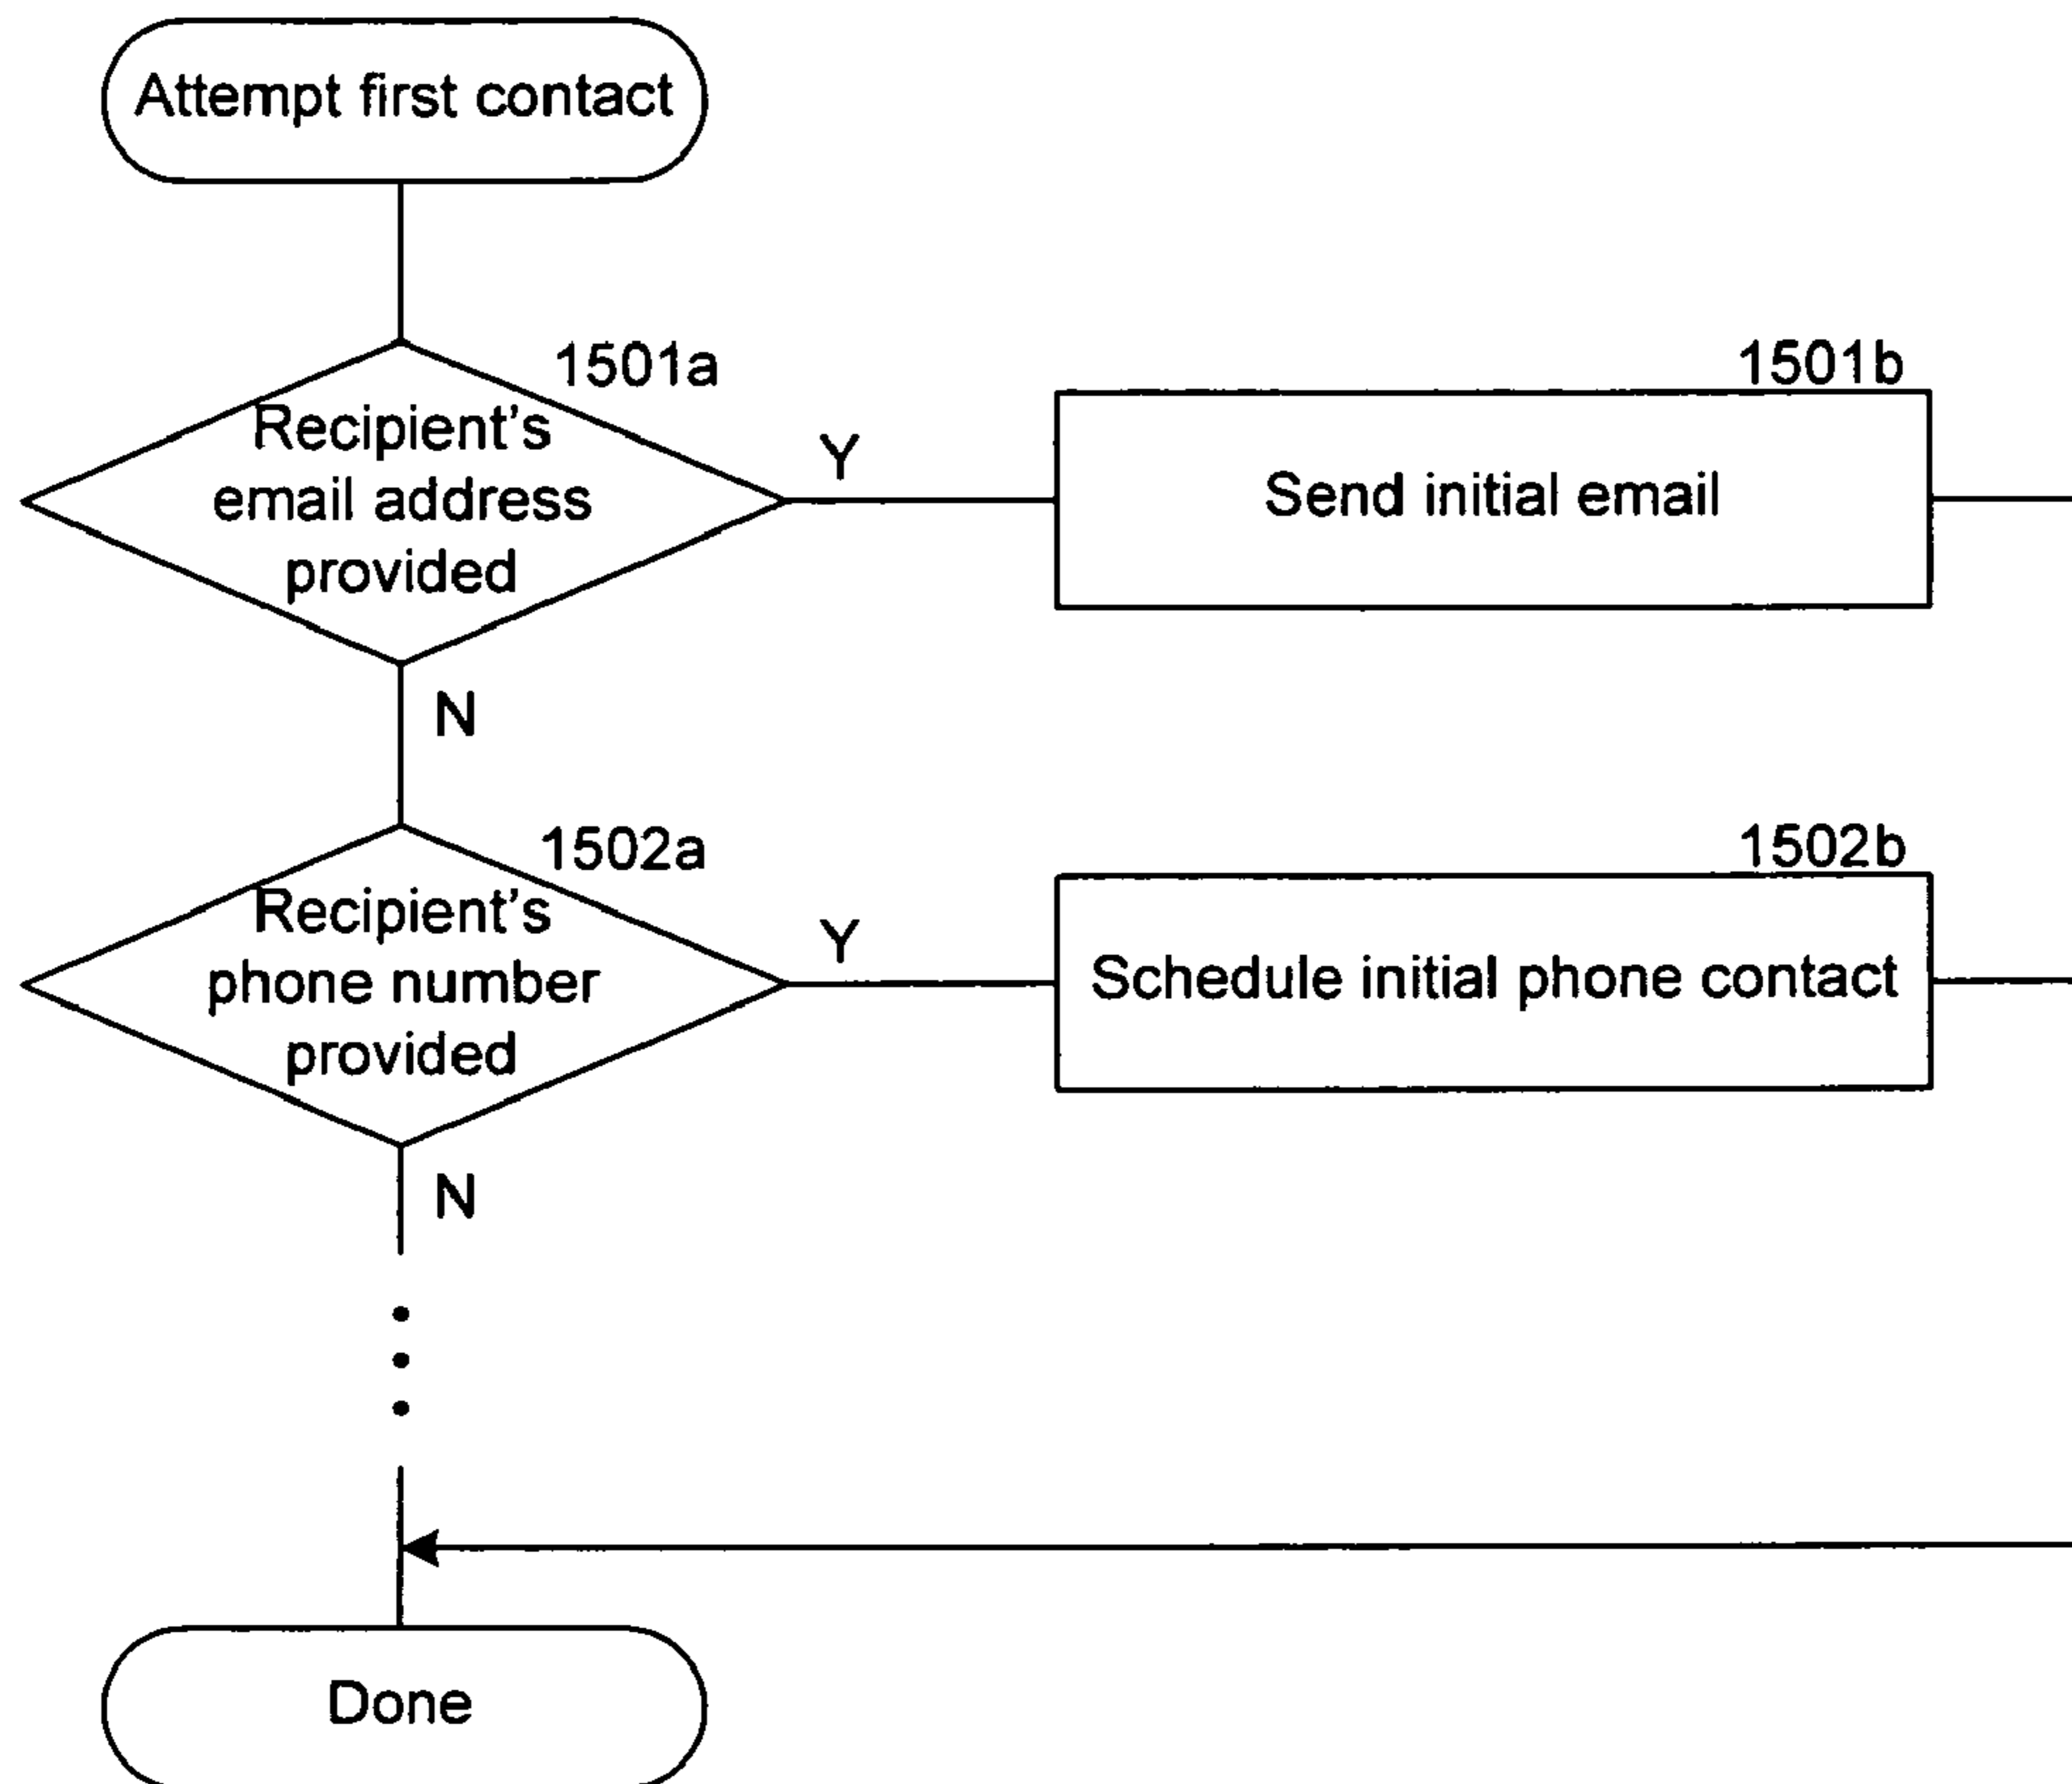 Attempt first contact
1501a
Recipient's
email address
provided
Y
1501b
Send initial email
N
1502a
Recipient's
phone number
provided
Y
1502b
Schedule initial phone contact
N
Done